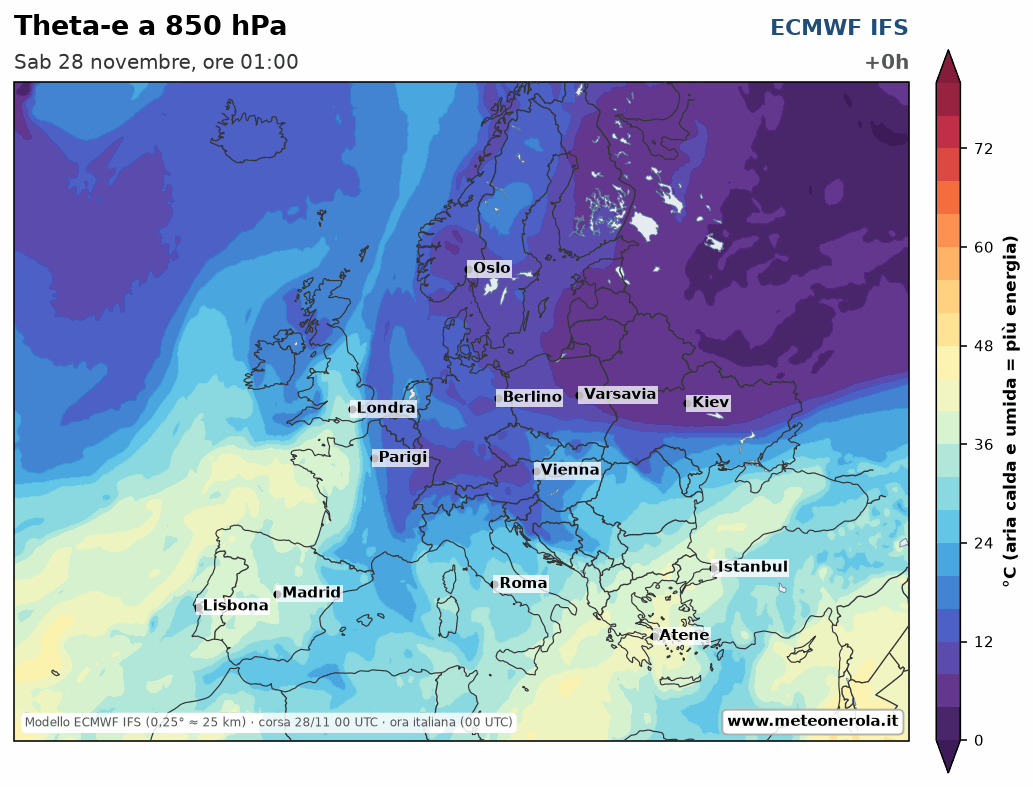 Theta-e a 850 hPa
ECMWF IFS
Sab 28 novembre, ore 01:00
+0h
Oslo
Londra
Berlino
Varsavia
Kiev
Parigi
Vienna
Istanbul
Roma
Madrid
Lisbona
Atene
Modello ECMWF IFS (0,25° ≈ 25 km) · corsa 28/11 00 UTC · ora italiana (00 UTC)
www.meteonerola.it
72
60
48
36
24
12
0
°C (aria calda e umida = più energia)